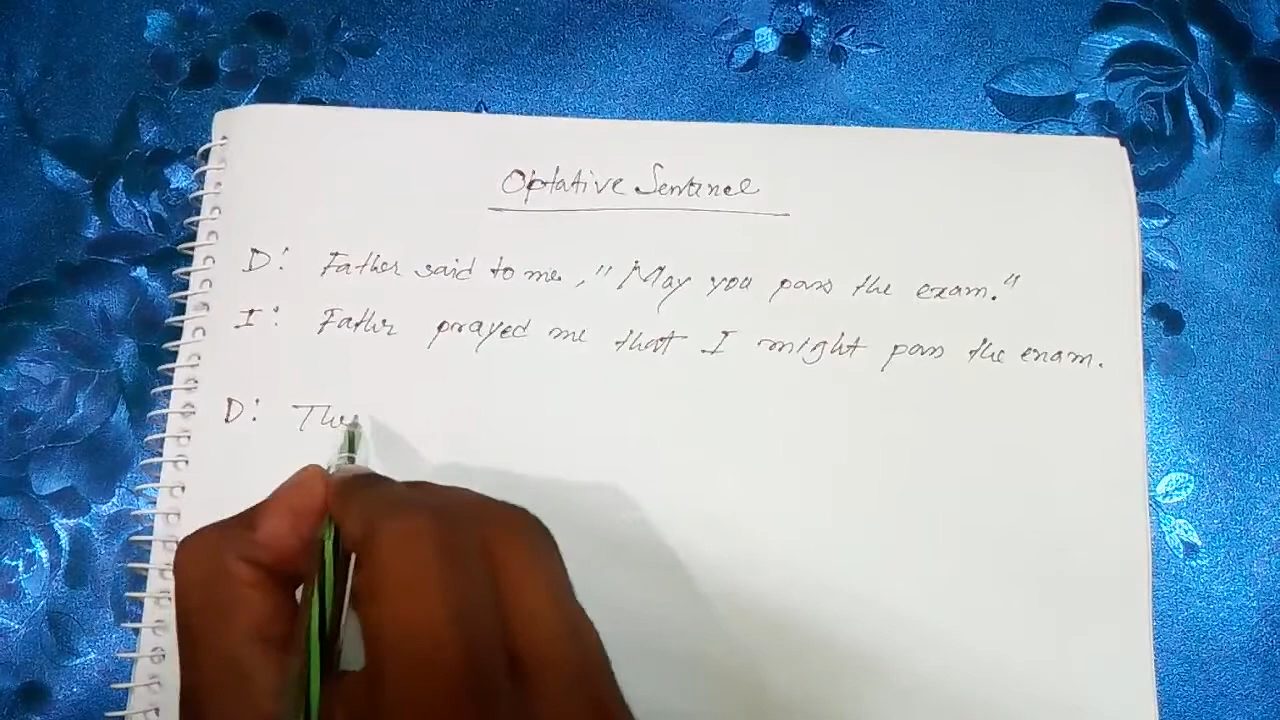 Optative Sentence
D: Father said to me, "May you pass the exam."
I: Father prayed me that I might pass the exam.
D: The